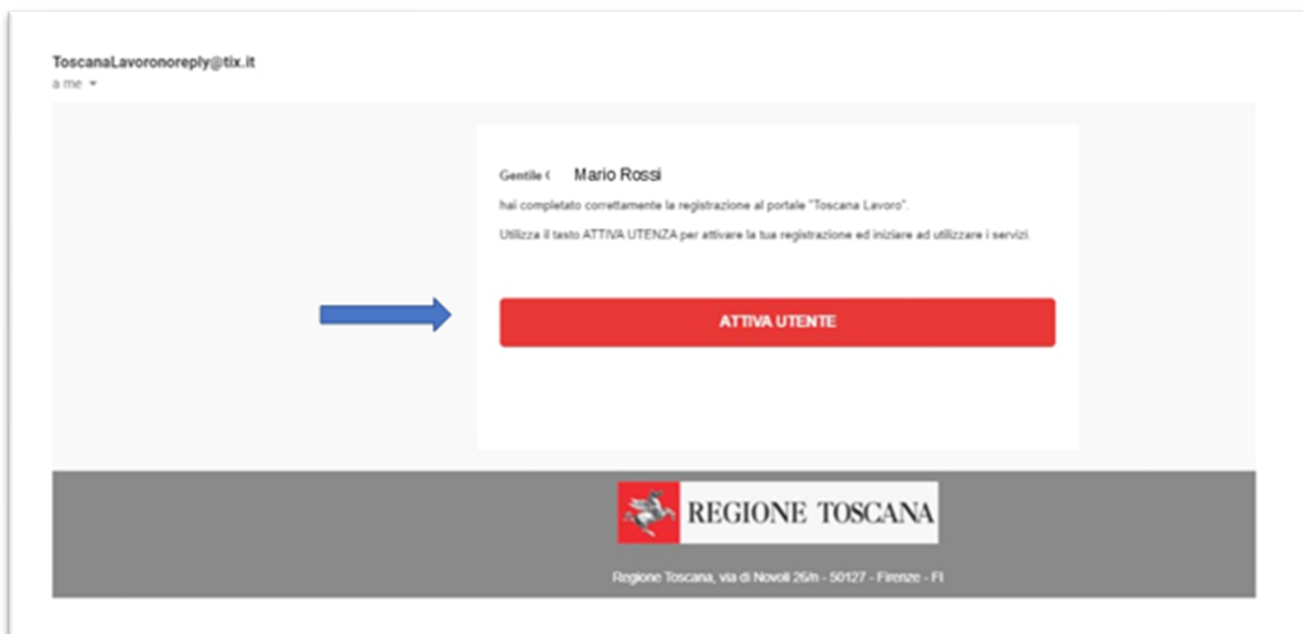 ToscanaLavoronoreply@tix.it
a me
Gentile Mario Rossi
hai completato correttamente la registrazione al portale "Toscana Lavoro".
Utilizza il tasto ATTIVA UTENZA per attivare la tua registrazione ed iniziare ad utilizzare i servizi.
ATTIVA UTENTE
REGIONE TOSCANA
Regione Toscana, via di Novoli 26/n - 50127 - Firenze - FI